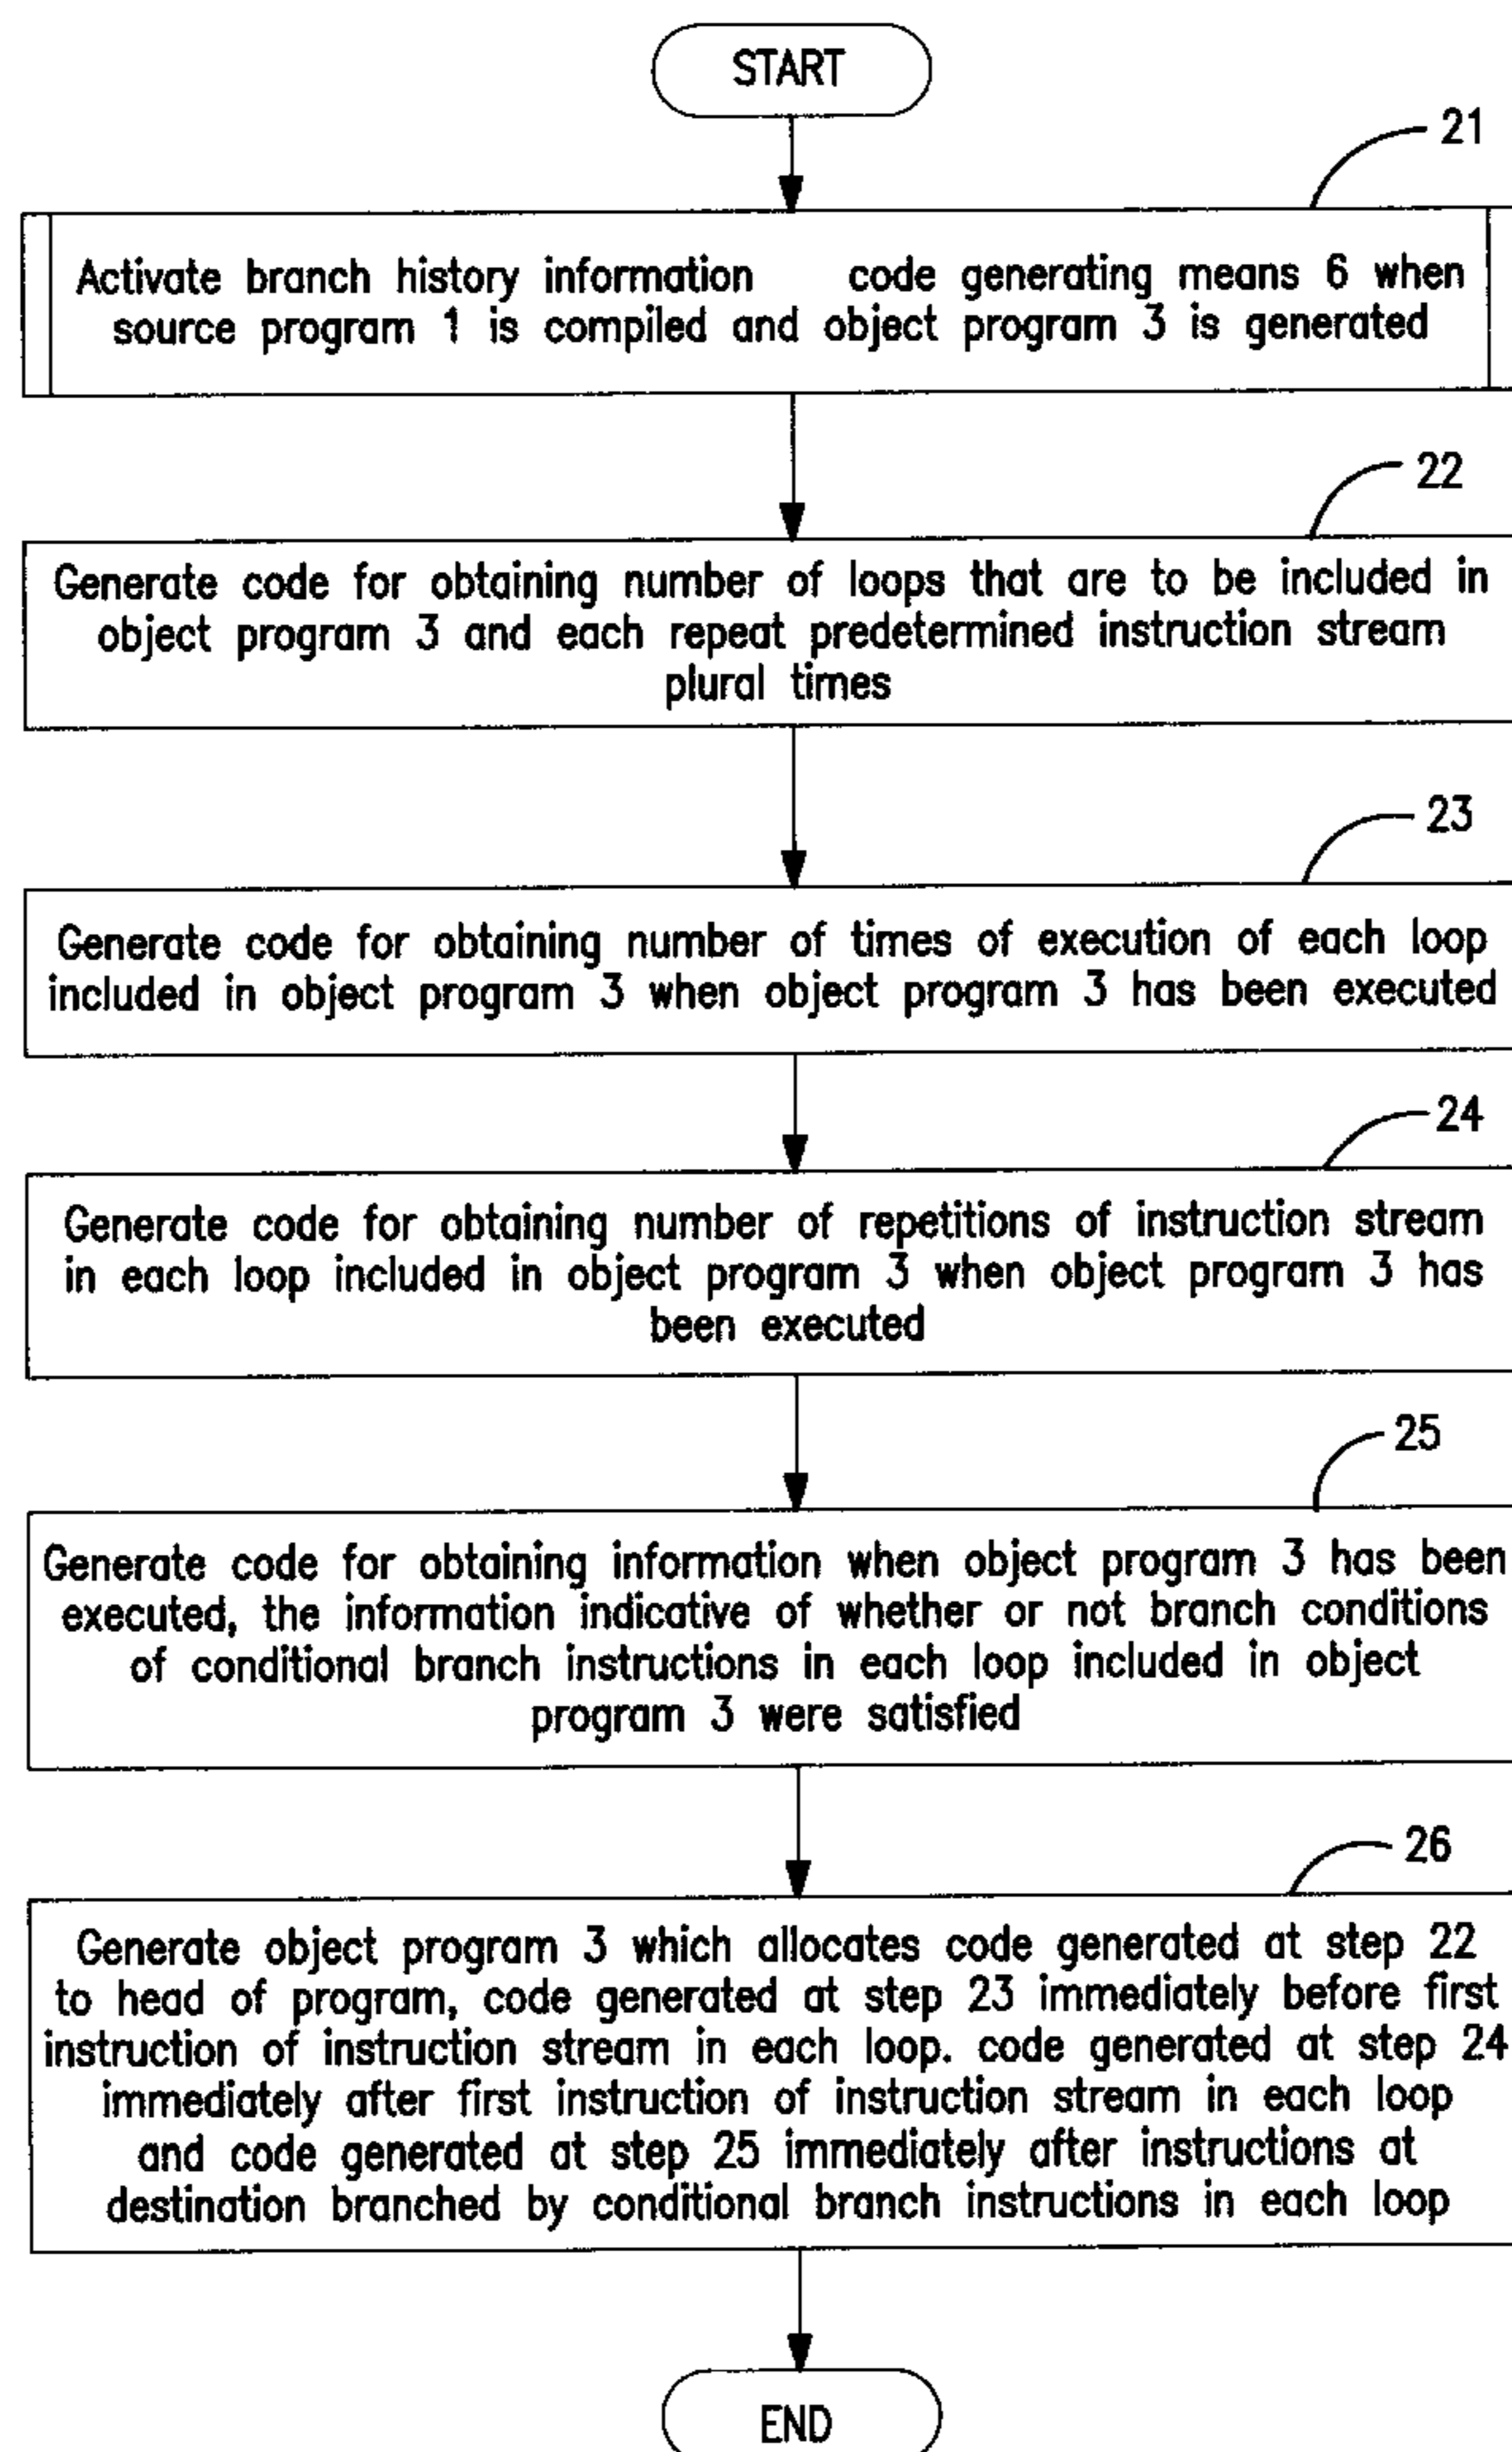 START
21
Activate branch history information code generating means 6 when
source program 1 is compiled and object program 3 is generated
22
Generate code for obtaining number of loops that are to be included in
object program 3 and each repeat predetermined instruction stream
plural times
23
Generate code for obtaining number of times of execution of each loop
included in object program 3 when object program 3 has been executed
24
Generate code for obtaining number of repetitions of instruction stream
in each loop included in object program 3 when object program 3 has
been executed
25
Generate code for obtaining information when object program 3 has been
executed, the information indicative of whether or not branch conditions
of conditional branch instructions in each loop included in object
program 3 were satisfied
26
Generate object program 3 which allocates code generated at step 22
to head of program, code generated at step 23 immediately before first
instruction of instruction stream in each loop. code generated at step 24
immediately after first instruction of instruction stream in each loop
and code generated at step 25 immediately after instructions at
destination branched by conditional branch instructions in each loop
END